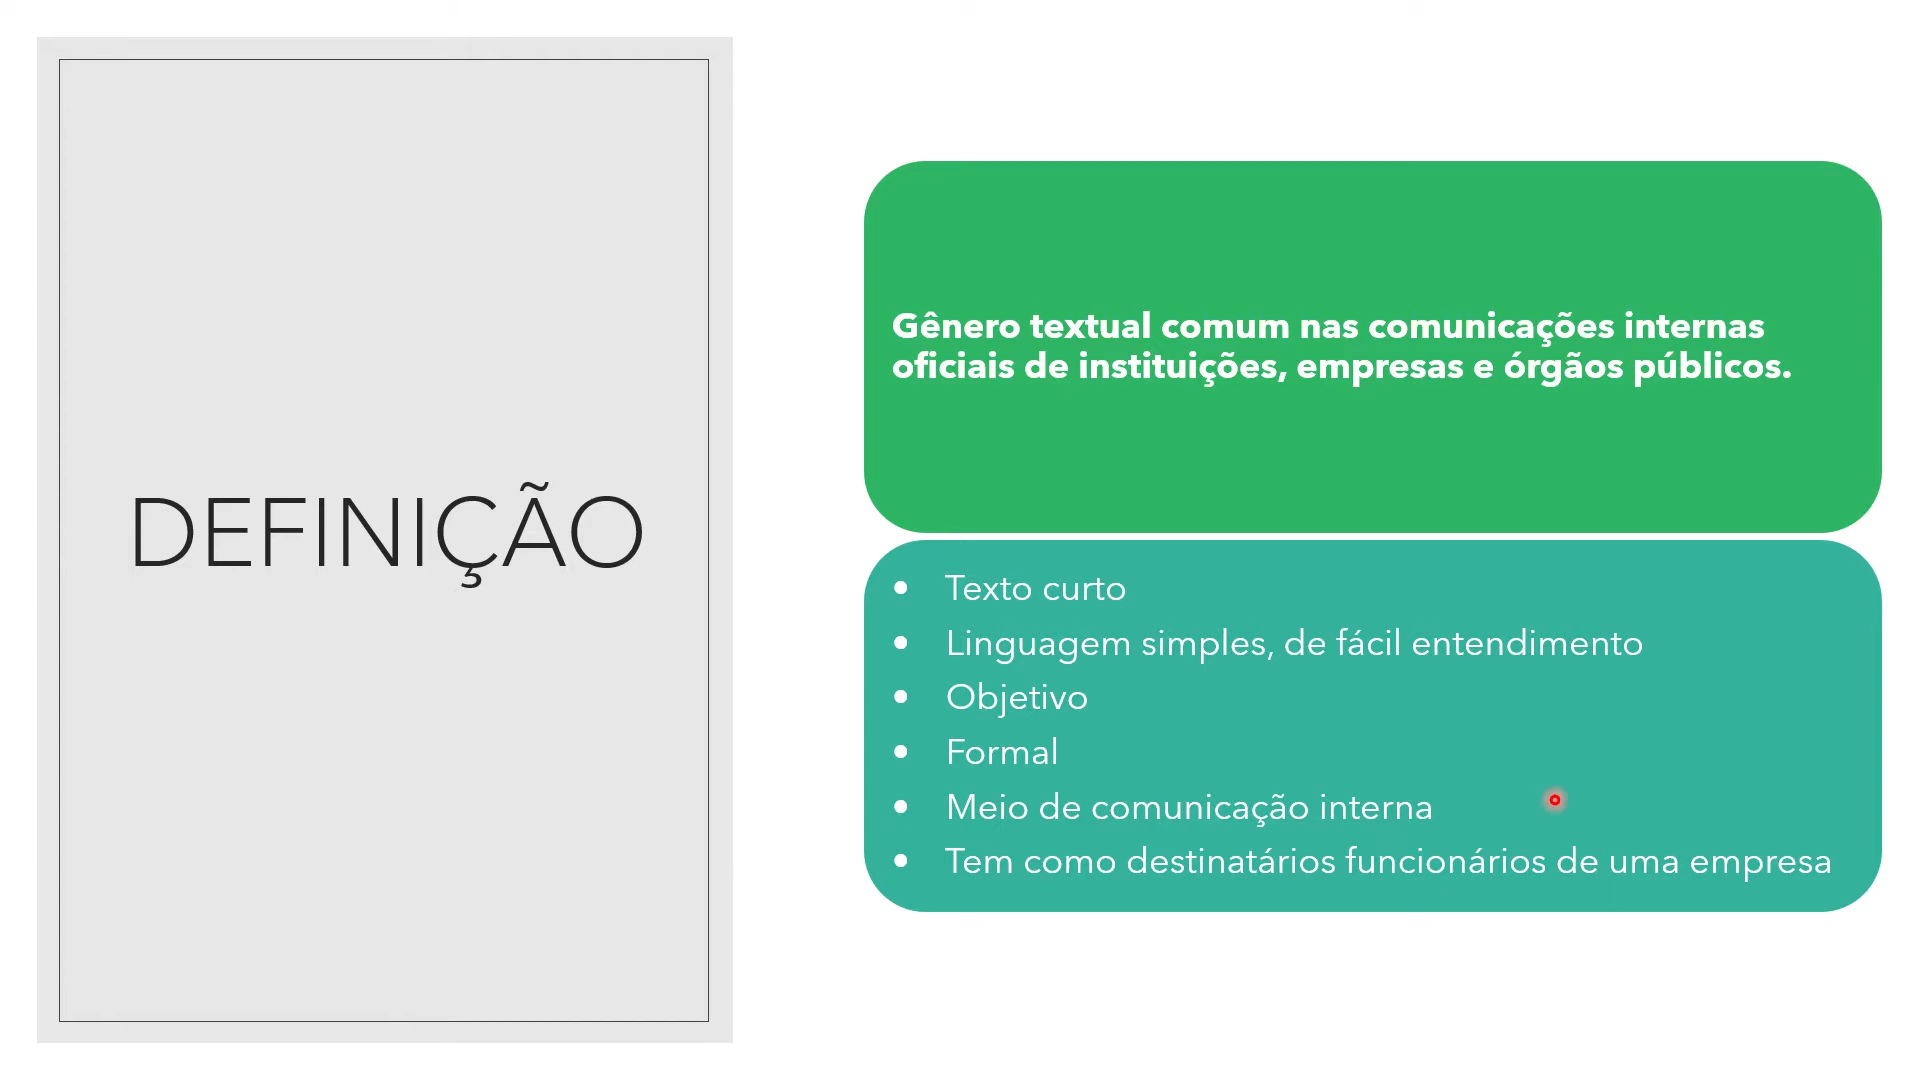 DEFINIÇÃO
Gênero textual comum nas comunicações internas
oficiais de instituições, empresas e órgãos públicos.
• Texto curto
• Linguagem simples, de fácil entendimento
• Objetivo
• Formal
• Meio de comunicação interna
• Tem como destinatários funcionários de uma empresa